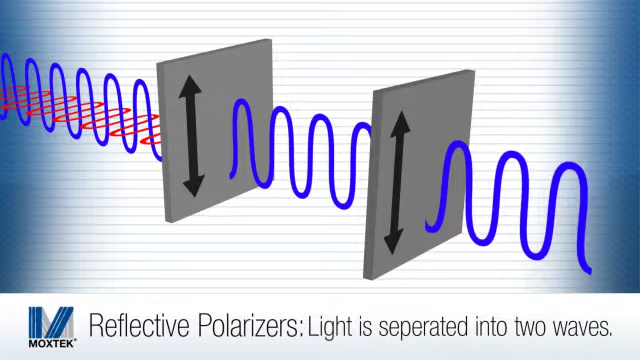 MOXTEK®
Reflective Polarizers: Light is seperated into two waves.